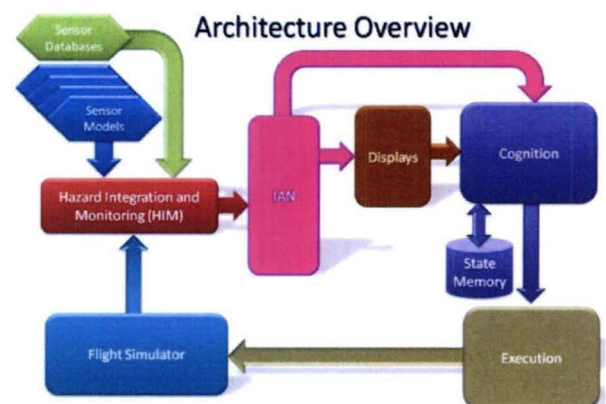 Architecture Overview
Sensor
Databases
Sensor
Models
Hazard Integration and
Monitoring (HIM)
IAN
Displays
Cognition
State
Memory
Flight Simulator
Execution